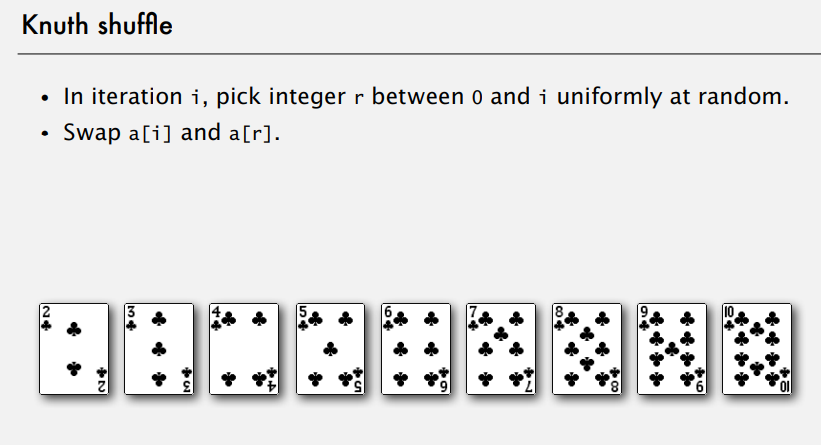 Knuth shuffle
• In iteration i, pick integer r between 0 and i uniformly at random.
• Swap a[i] and a[r].
2 3 4 5 6 7 8 9 10
2 3 4 5 6 7 8 9 10